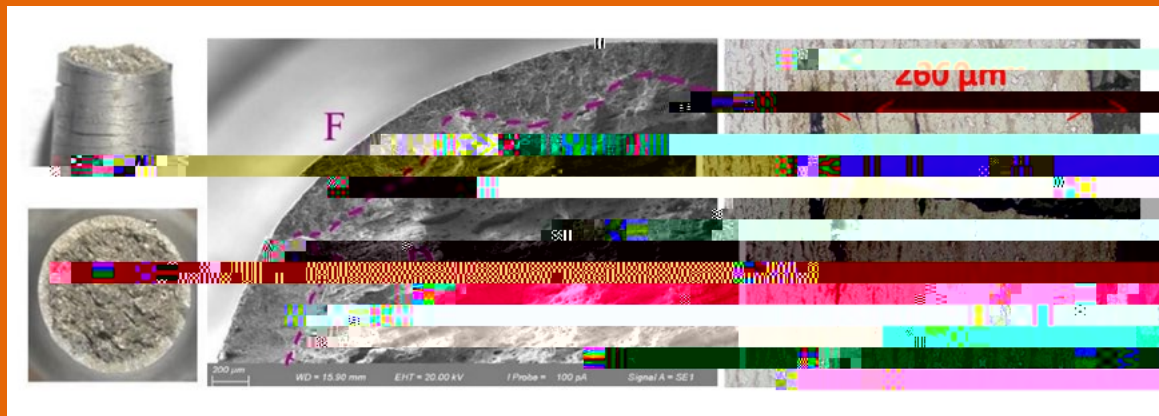 F
260 µm
200 µm
WD = 15.90 mm EHT = 20.00 kV I Probe = 100 pA Signal A = SE1